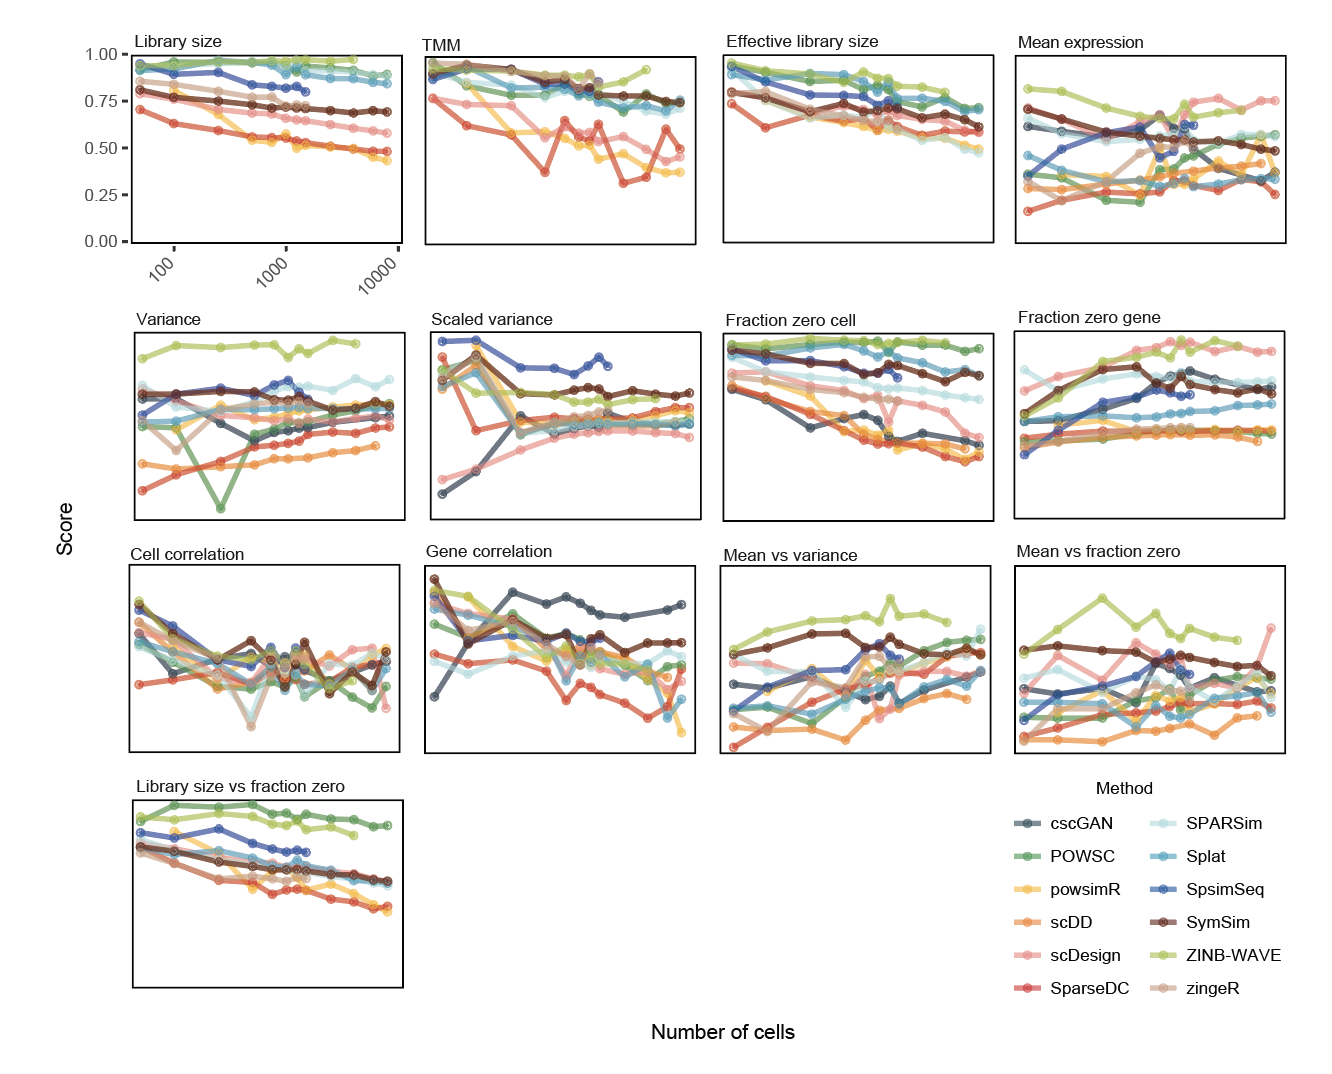 Library size
TMM
Effective library size
Mean expression
1.00
0.75
0.50
0.25
0.00
100
1000
10000
Variance
Scaled variance
Fraction zero cell
Fraction zero gene
Score
Cell correlation
Gene correlation
Mean vs variance
Mean vs fraction zero
Library size vs fraction zero
Method
cscGAN
SPARSim
POWSC
Splat
powsimR
SpsimSeq
scDD
SymSim
scDesign
ZINB-WAVE
SparseDC
zingeR
Number of cells